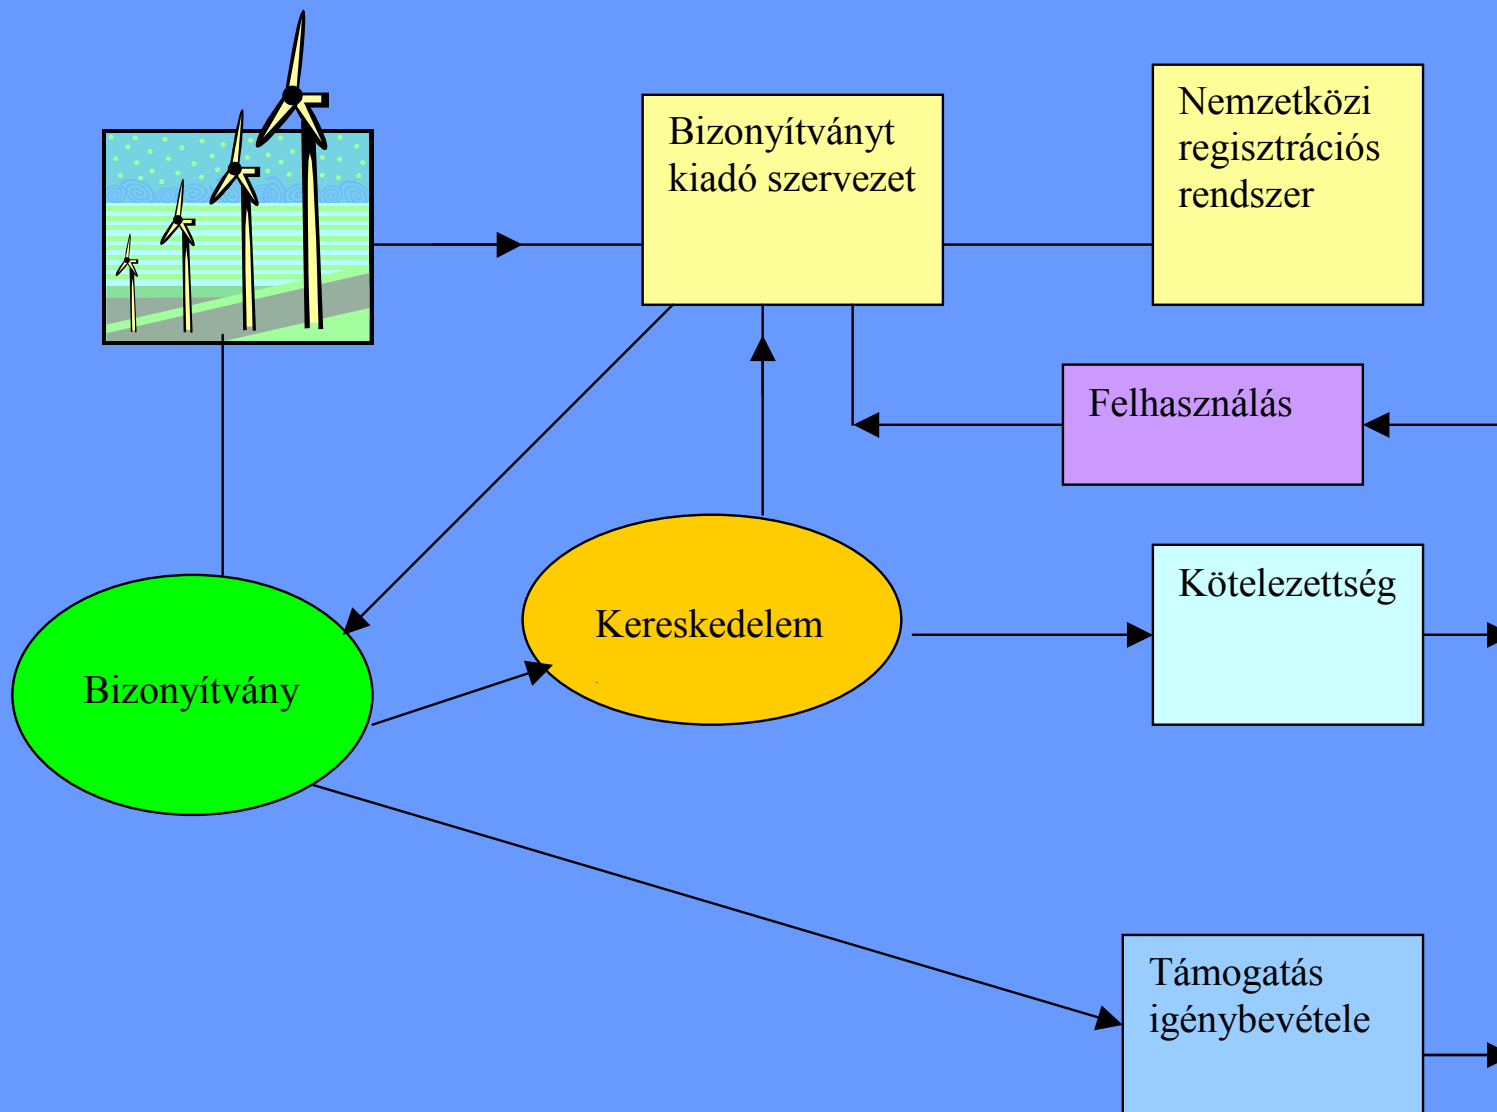 Bizonyítványt
kiadó szervezet
Nemzetközi
regisztrációs
rendszer
Felhasználás
Kötelezettség
Kereskedelem
.
Bizonyítvány
Támogatás
igénybevétele